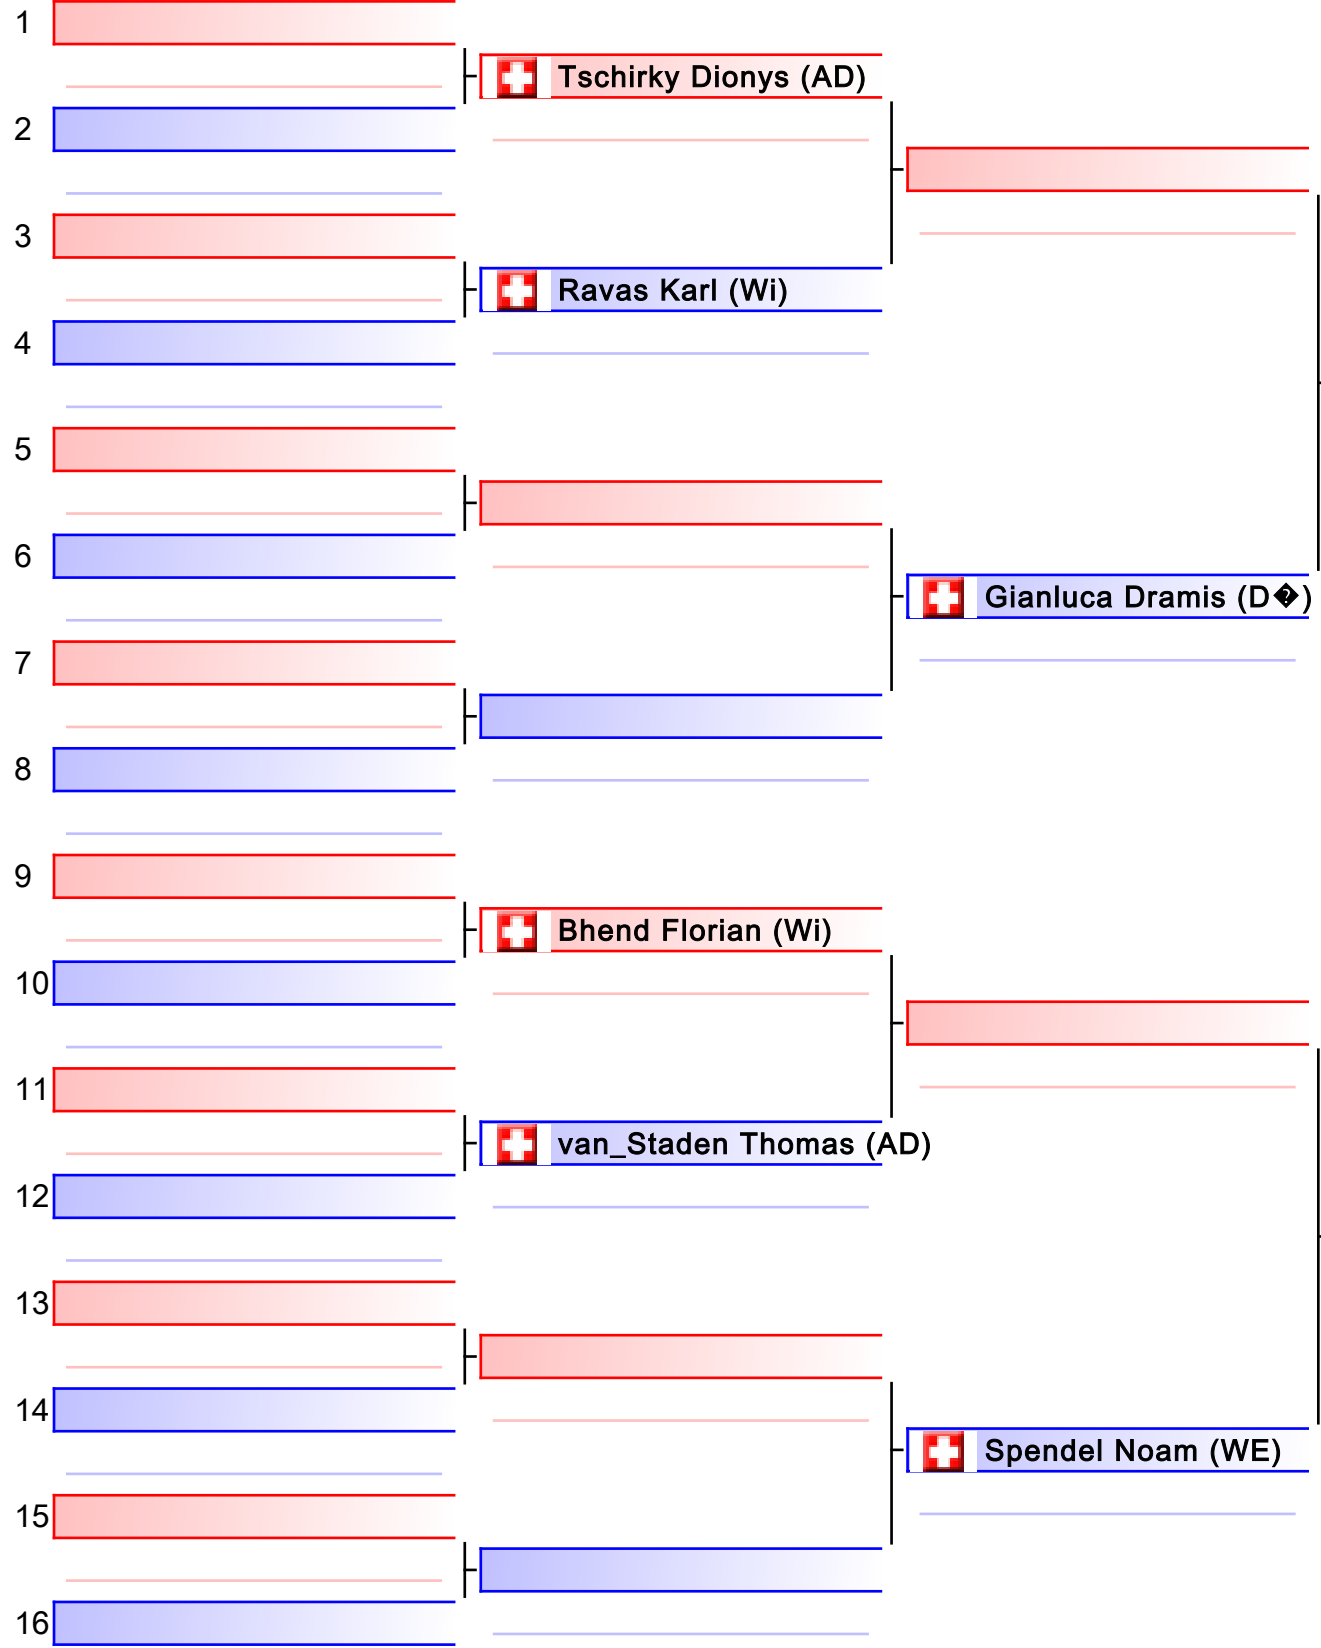 1
Tschirky Dionys (AD)
2
3
Ravas Karl (Wi)
4
5
6
Gianluca Dramis (D�)
7
8
9
Bhend Florian (Wi)
10
11
van_Staden Thomas (AD)
12
13
14
Spendel Noam (WE)
15
16